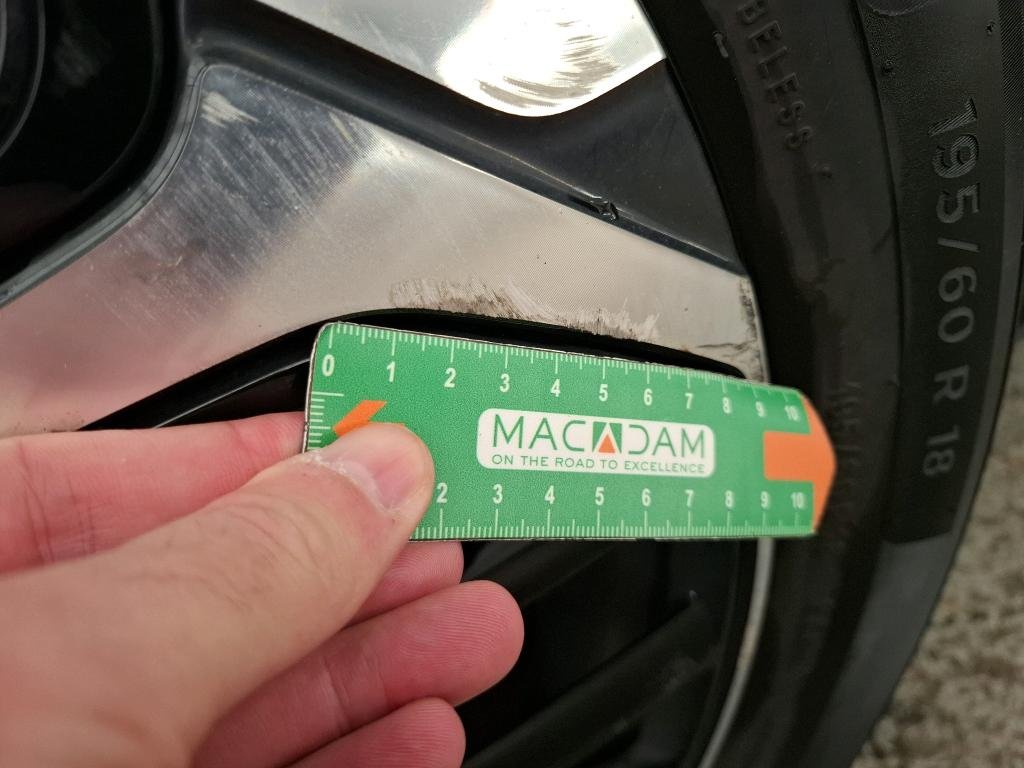 BELESS
195/60 R 18
0 1 2 3 4 5 6 7 8 9 10
MACADAM
ON THE ROAD TO EXCELLENCE
2 3 4 5 6 7 8 9 10